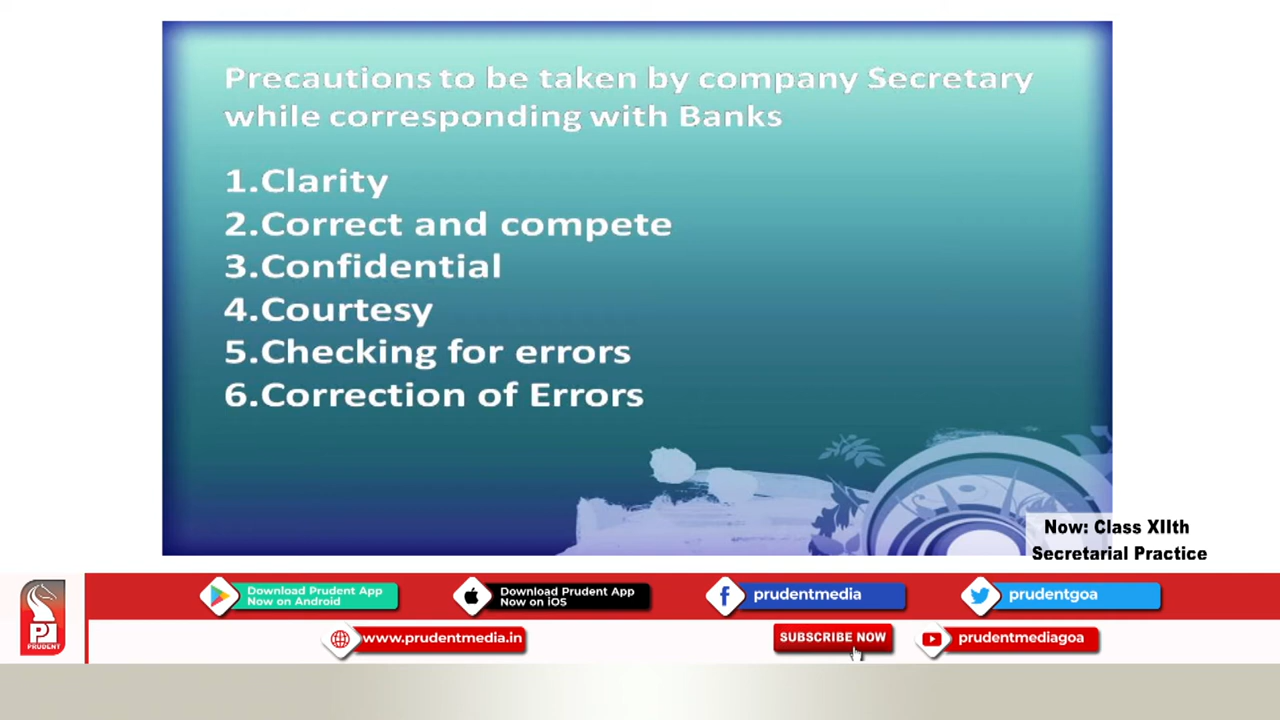 Precautions to be taken by company Secretary
while corresponding with Banks
1.Clarity
2.Correct and compete
3.Confidential
4.Courtesy
5.Checking for errors
6.Correction of Errors
Now: Class XIIth
Secretarial Practice
Download Prudent App
Now on Android
Download Prudent App
Now on iOS
prudentmedia
prudentgoa
PRUDENT
www.prudentmedia.in
SUBSCRIBE NOW
prudentmediagoa